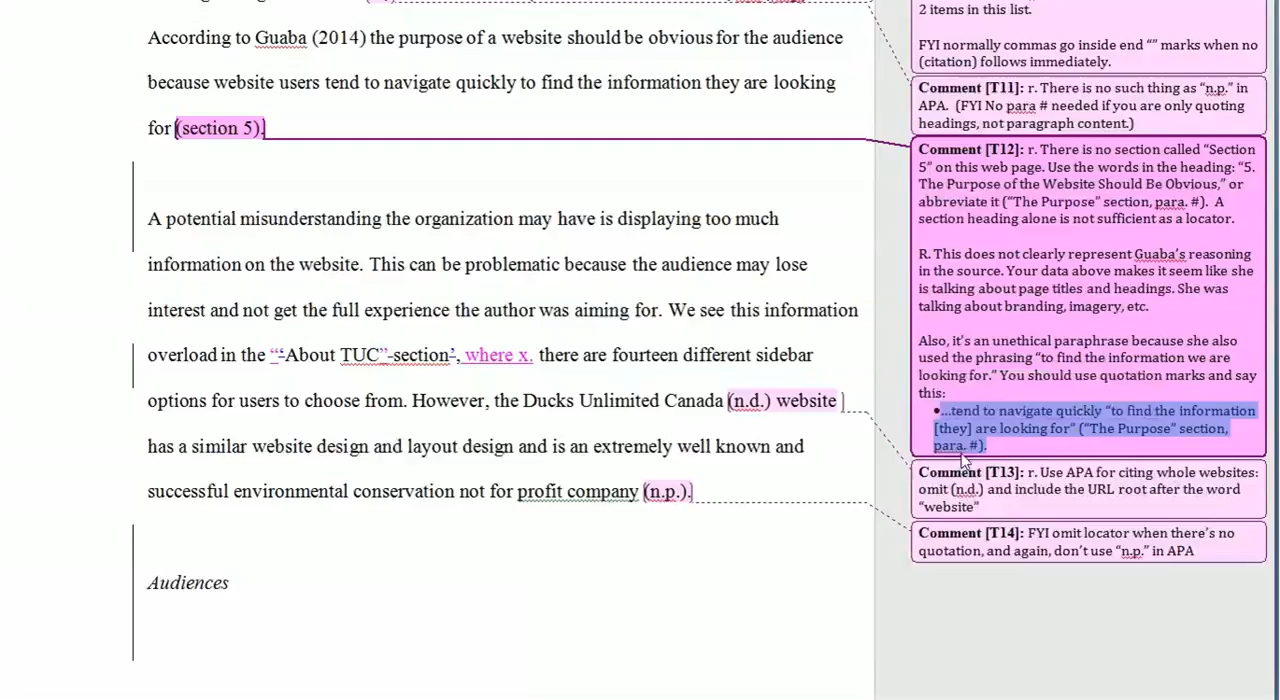 According to Guaba (2014) the purpose of a website should be obvious for the audience
because website users tend to navigate quickly to find the information they are looking
for (section 5).
A potential misunderstanding the organization may have is displaying too much
information on the website. This can be problematic because the audience may lose
interest and not get the full experience the author was aiming for. We see this information
overload in the “‘About TUC”-section’, where x. there are fourteen different sidebar
options for users to choose from. However, the Ducks Unlimited Canada (n.d.) website
has a similar website design and layout design and is an extremely well known and
successful environmental conservation not for profit company (n.p.).
Audiences
2 items in this list.
FYI normally commas go inside end “” marks when no
(citation) follows immediately.
Comment [T11]: r. There is no such thing as “n.p.” in
APA. (FYI No para # needed if you are only quoting
headings, not paragraph content.)
Comment [T12]: r. There is no section called “Section
5” on this web page. Use the words in the heading: “5.
The Purpose of the Website Should Be Obvious,” or
abbreviate it (“The Purpose” section, para. #). A
section heading alone is not sufficient as a locator.
R. This does not clearly represent Guaba’s reasoning
in the source. Your data above makes it seem like she
is talking about page titles and headings. She was
talking about branding, imagery, etc.
Also, it’s an unethical paraphrase because she also
used the phrasing “to find the information we are
looking for.” You should use quotation marks and say
this:
•...tend to navigate quickly “to find the information
[they] are looking for” (“The Purpose” section,
para. #).
Comment [T13]: r. Use APA for citing whole websites:
omit (n.d.) and include the URL root after the word
“website”
Comment [T14]: FYI omit locator when there’s no
quotation, and again, don’t use “n.p.” in APA